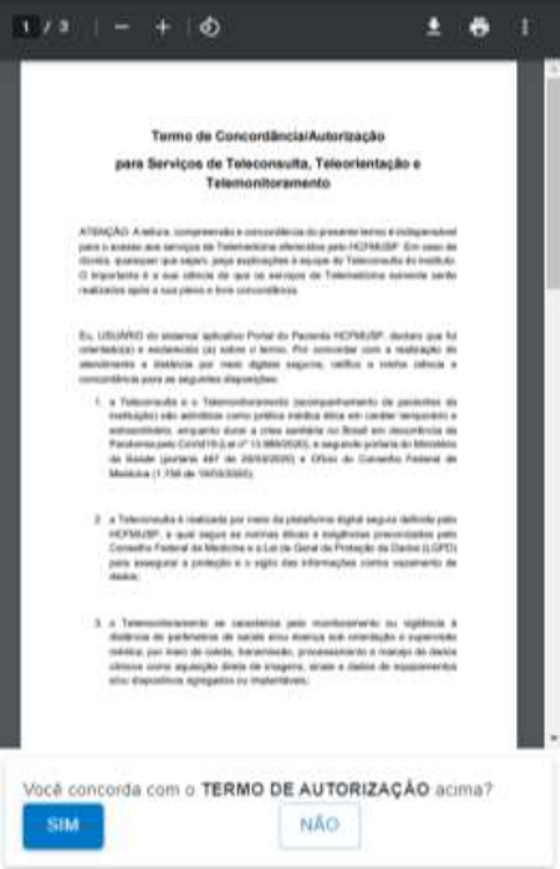 1 / 3
Termo de Concordância/Autorização
para Serviços de Teleconsulta, Teleorientação e
Telemonitoramento
ATENÇÃO: A leitura, compreensão e concordância do presente termo é indispensável
para o acesso aos serviços de Telemedicina oferecidos pelo HCFMUSP. Em caso de
dúvida, quaisquer que sejam, peça explicações à equipe de Teleconsulta do Instituto.
O importante é a sua ciência de que os serviços de Telemedicina somente serão
realizados após a sua plena e livre concordância.
Eu, USUÁRIO do sistema aplicativo Portal do Paciente HCFMUSP, declaro que fui
orientado(a) e esclarecido (a) sobre o termo. Por concordar com a realização do
atendimento a distância por meio digitais seguros, ratifico a minha ciência e
concordância para as seguintes disposições:
1. a Teleconsulta e o Telemonitoramento (acompanhamento de pacientes da
instituição) são admitidos como prática médica ética em caráter temporário e
extraordinário, enquanto durar a crise sanitária no Brasil em decorrência da
Pandemia pelo Covid19 (Lei nº 13.989/2020), e segundo portaria do Ministério
da Saúde (portaria 467 de 20/03/2020) e Ofício do Conselho Federal de
Medicina (1.756 de 19/03/2020);
2. a Teleconsulta é realizada por meio da plataforma digital segura definida pelo
HCFMUSP, a qual segue as normas éticas e exigências preconizadas pelo
Conselho Federal de Medicina e a Lei de Geral de Proteção de Dados (LGPD)
para assegurar a proteção e o sigilo das informações contra vazamento de
dados;
3. o Telemonitoramento se caracteriza pelo monitoramento ou vigilância à
distância de parâmetros de saúde e/ou doença sob orientação e supervisão
médica, por meio de coleta, transmissão, processamento e manejo de dados
clínicos como aquisição direta de imagens, sinais e dados de equipamentos
e/ou dispositivos agregados ou implantáveis;
Você concorda com o TERMO DE AUTORIZAÇÃO acima?
SIM
NÃO